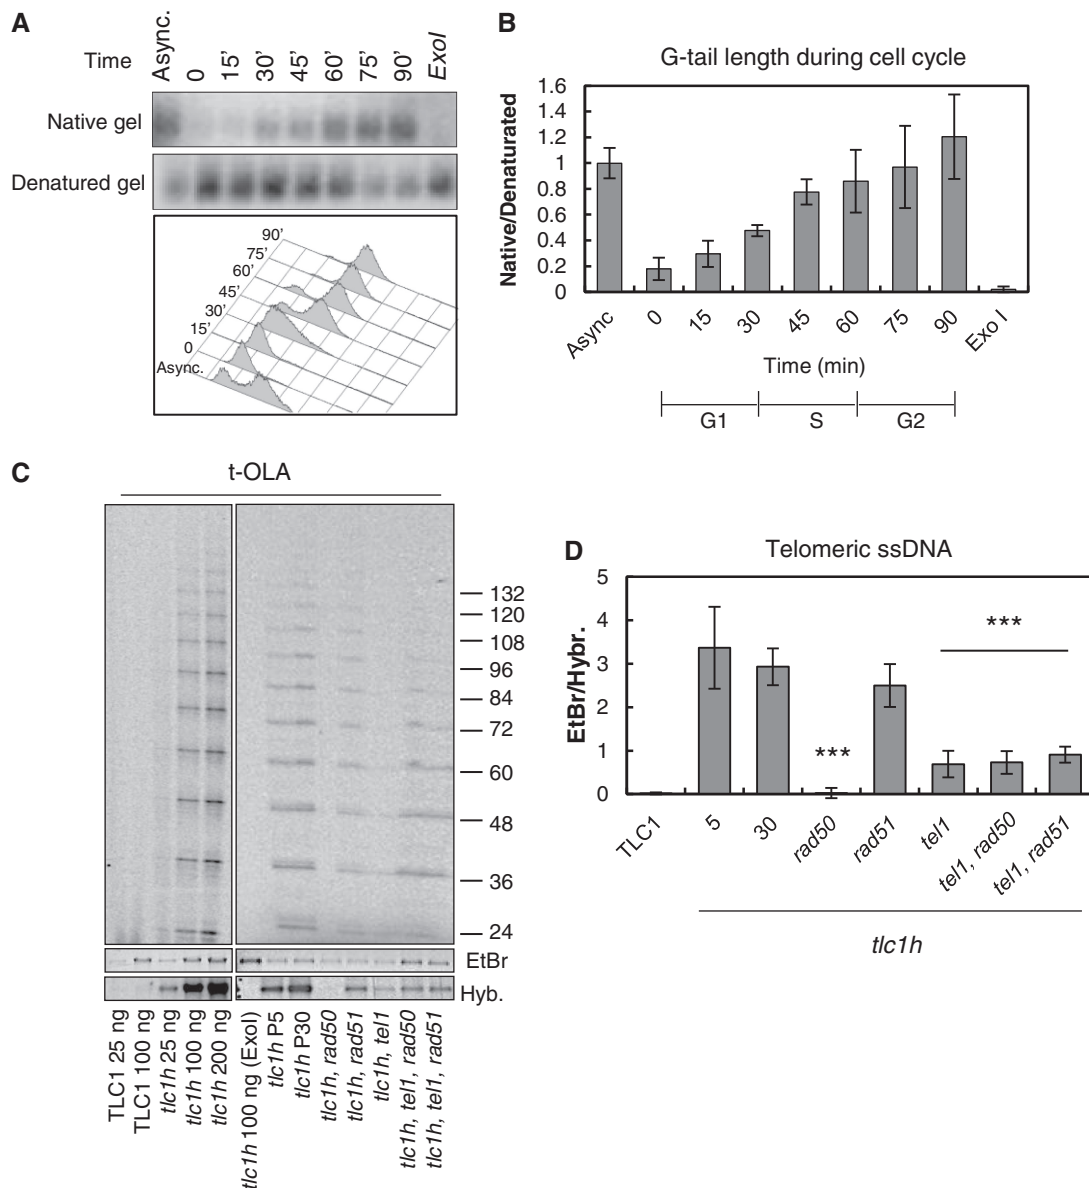 A
Time
Async.
0
15'
30'
45'
60'
75'
90'
ExoI
Native gel
Denatured gel
90'
75'
60'
45'
30'
15'
0
Async.
B
G-tail length during cell cycle
Native/Denaturated
1.6
1.4
1.2
1
0.8
0.6
0.4
0.2
0
Async
0
15
30
45
60
75
90
Exo I
Time (min)
G1
S
G2
C
t-OLA
132
120
108
96
84
72
60
48
36
24
EtBr
Hyb.
TLC1 25 ng
TLC1 100 ng
tlc1h 25 ng
tlc1h 100 ng
tlc1h 200 ng
tlc1h 100 ng (ExoI)
tlc1h P5
tlc1h P30
tlc1h, rad50
tlc1h, rad51
tlc1h, tel1
tlc1h, tel1, rad50
tlc1h, tel1, rad51
D
Telomeric ssDNA
EtBr/Hybr.
5
4
3
2
1
0
***
***
TLC1
5
30
rad50
rad51
tel1
tel1, rad50
tel1, rad51
tlc1h